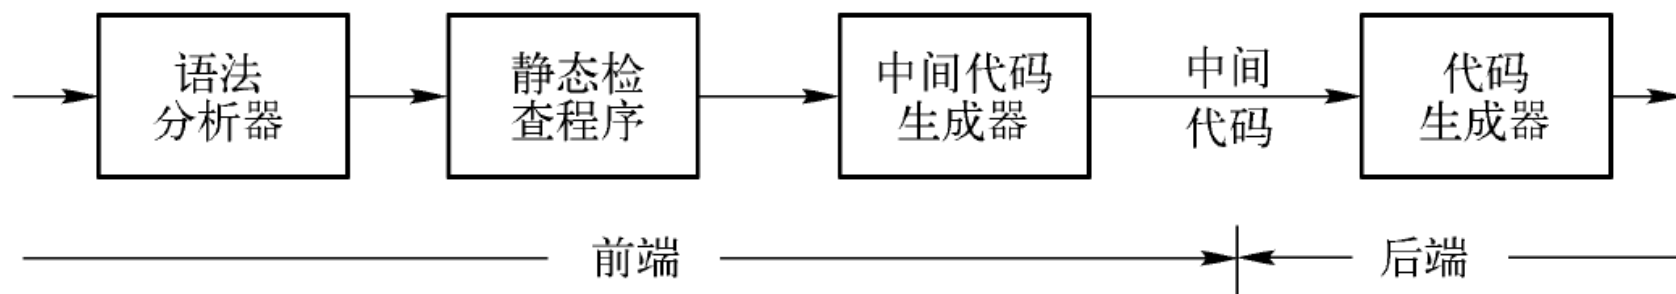 语法
分析器
静态检
查程序
中间代码
生成器
中间
代码
代码
生成器
前端
后端